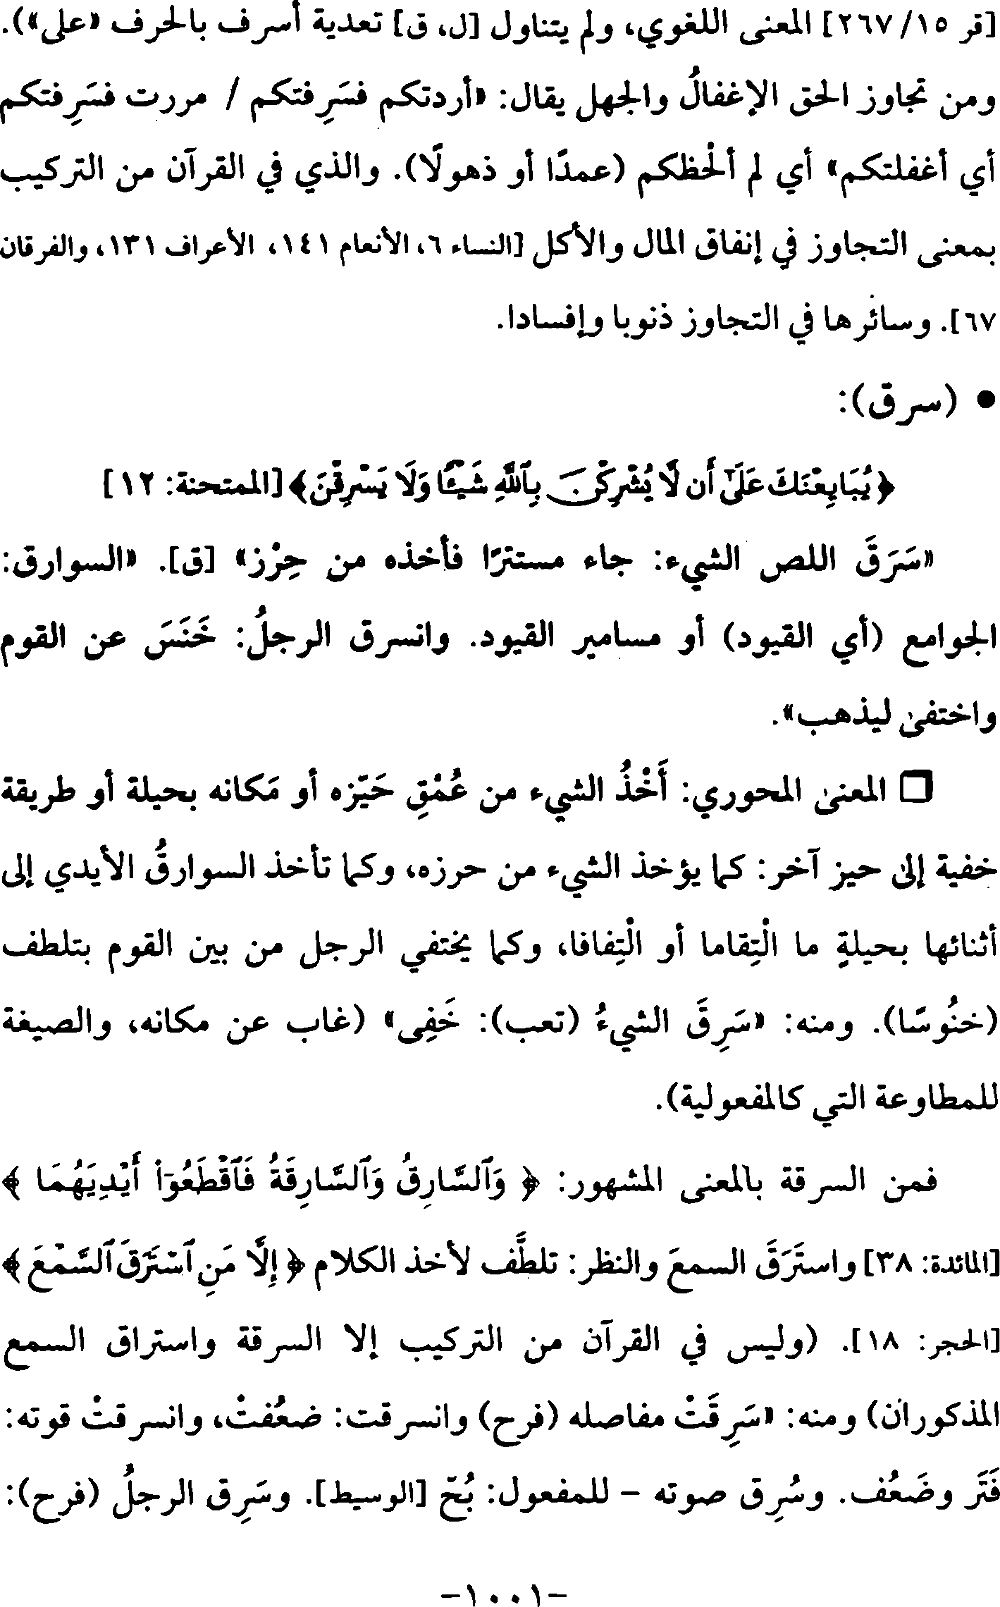 [قر ١٥/ ٢٦٧] المعنى اللغوي، ولم يتناول [ل، ق] تعدية أسرف بالحرف «على»).
ومن تجاوز الحق الإغفالُ والجهل يقال: «أردتكم فسَرِفتكم / مررت فسَرِفتكم
أي أغفلتكم» أي لم ألْحظكم (عمدًا أو ذهولًا). والذي في القرآن من التركيب
بمعنى التجاوز في إنفاق المال والأكل [النساء ٦، الأنعام ١٤١، الأعراف ١٣١، والفرقان
٦٧]. وسائرها في التجاوز ذنوبا وإفسادا.
• (سرق):
﴿يُبَايِعْنَكَ عَلَىٰٓ أَن لَّا يُشْرِكْنَ بِٱللَّهِ شَيْـًٔا وَلَا يَسْرِقْنَ﴾ [الممتحنة: ١٢]
«سَرَقَ اللص الشيء: جاء مستترًا فأخذه من حِرْز» [ق]. «السوارق:
الجوامع (أي القيود) أو مسامير القيود. وانسرق الرجلُ: خَنَسَ عن القوم
واختفىٰ ليذهب».
❒ المعنىٰ المحوري: أَخْذُ الشيء من عُمْقِ حَيّزه أو مَكانه بحيلة أو طريقة
خفية إلىٰ حيز آخر: كما يؤخذ الشيء من حرزه، وكما تأخذ السوارقُ الأيدي إلى
أثنائها بحيلةٍ ما الْتِقاما أو الْتِفافا، وكما يختفي الرجل من بين القوم بتلطف
(خنُوسًا). ومنه: «سَرِقَ الشيءُ (تعب): خَفِى» (غاب عن مكانه، والصيغة
للمطاوعة التي كالمفعولية).
فمن السرقة بالمعنى المشهور: ﴿ وَٱلسَّارِقُ وَٱلسَّارِقَةُ فَٱقْطَعُوٓا۟ أَيْدِيَهُمَا ﴾
[المائدة: ٣٨] واستَرَقَ السمعَ والنظر: تلطَّف لأخذ الكلام ﴿ إِلَّا مَنِ ٱسْتَرَقَ ٱلسَّمْعَ ﴾
[الحجر: ١٨]. (وليس في القرآن من التركيب إلا السرقة واستراق السمع
المذكوران) ومنه: «سَرِقَتْ مفاصله (فرح) وانسرقت: ضعُفتْ، وانسرقتْ قوته:
فَتَر وضَعُف. وسُرِق صوته – للمفعول: بُحّ [الوسيط]. وسَرِق الرجلُ (فرح):
-١٠٠١-